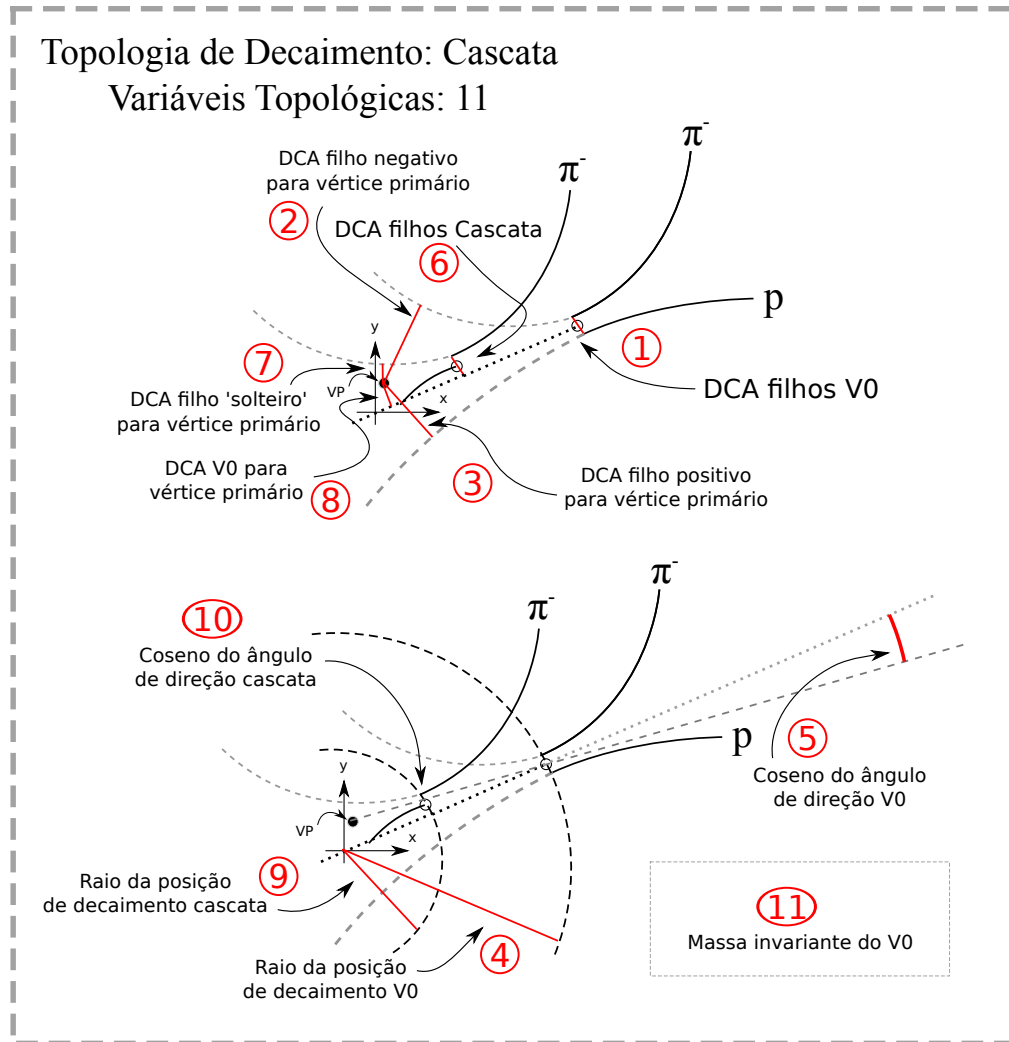 Topologia de Decaimento: Cascata
Variáveis Topológicas: 11
π-
π-
DCA filho negativo
para vértice primário
2
DCA filhos Cascata
6
p
y
1
7
DCA filhos V0
VP
x
DCA filho 'solteiro'
para vértice primário
DCA V0 para
vértice primário
8
3
DCA filho positivo
para vértice primário
π-
π-
10
Coseno do ângulo
de direção cascata
p
5
Coseno do ângulo
de direção V0
y
VP
x
9
Raio da posição
de decaimento cascata
4
Raio da posição
de decaimento V0
11
Massa invariante do V0